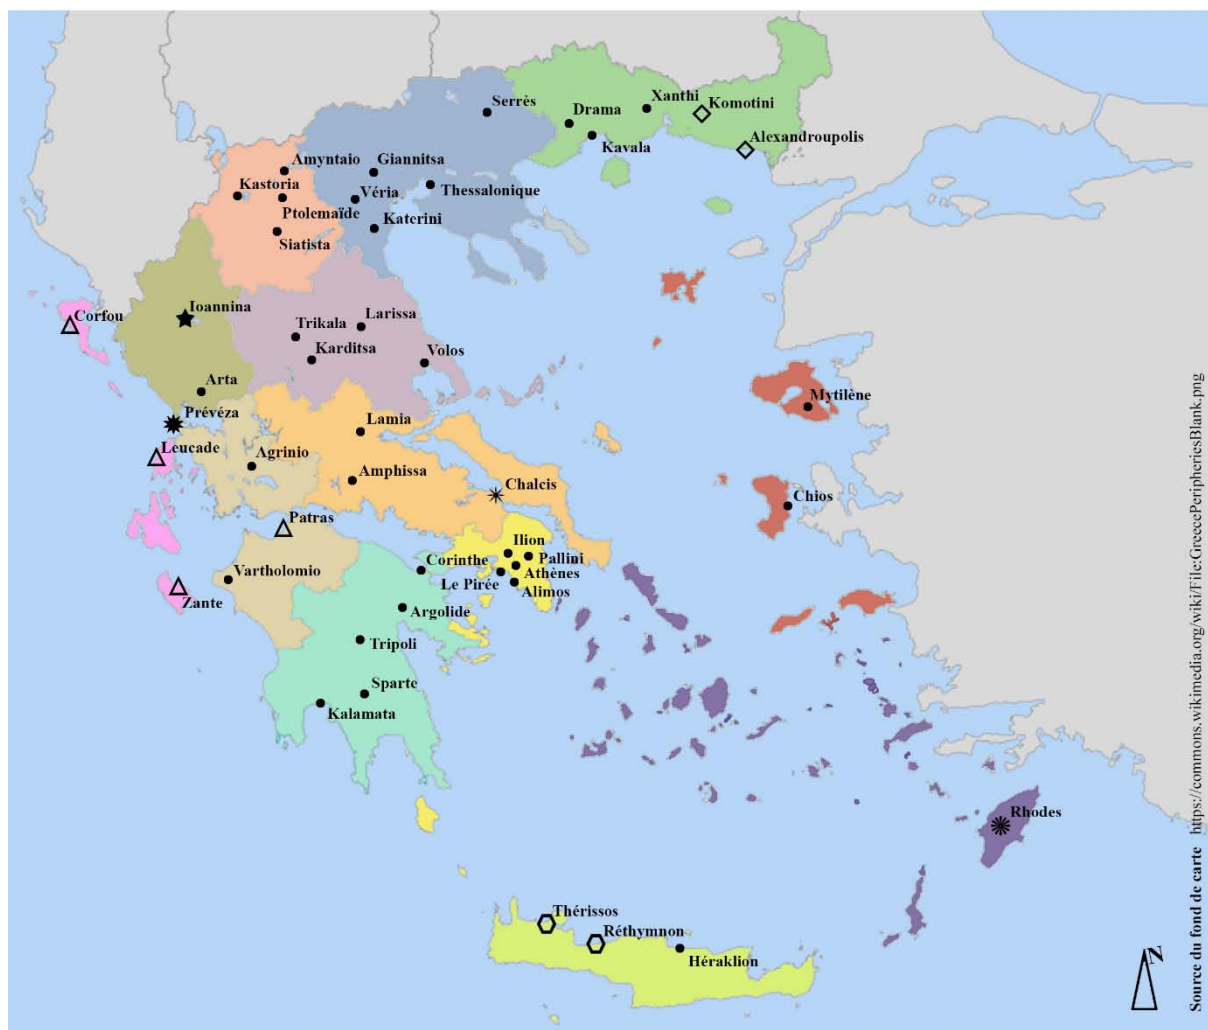 Serrès
Xanthi
Drama
Komotini
Kavala
Alexandroupolis
Amyntaio
Giannitsa
Kastoria
Véria
Thessalonique
Ptolemaïde
Katerini
Siatista
Corfou
Ioannina
Trikala
Larissa
Karditsa
Volos
Arta
Prévéza
Mytilène
Leucade
Lamia
Agrinio
Amphissa
Chalcis
Chios
Patras
Ilion
Corinthe
Pallini
Vartholomio
Le Pirée
Athènes
Zante
Alimos
Argolide
Tripoli
Sparte
Kalamata
Rhodes
Thérissos
Réthymnon
Héraklion
N
Source du fond de carte https://commons.wikimedia.org/wiki/File:GreecePeripheriesBlank.png